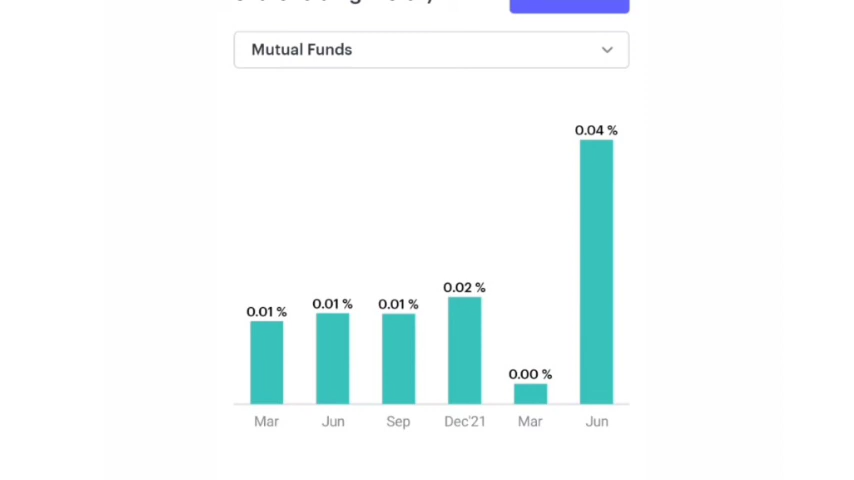 Mutual Funds
0.04 %
0.02 %
0.01 %
0.01 %
0.01 %
0.00 %
Mar
Jun
Sep
Dec'21
Mar
Jun